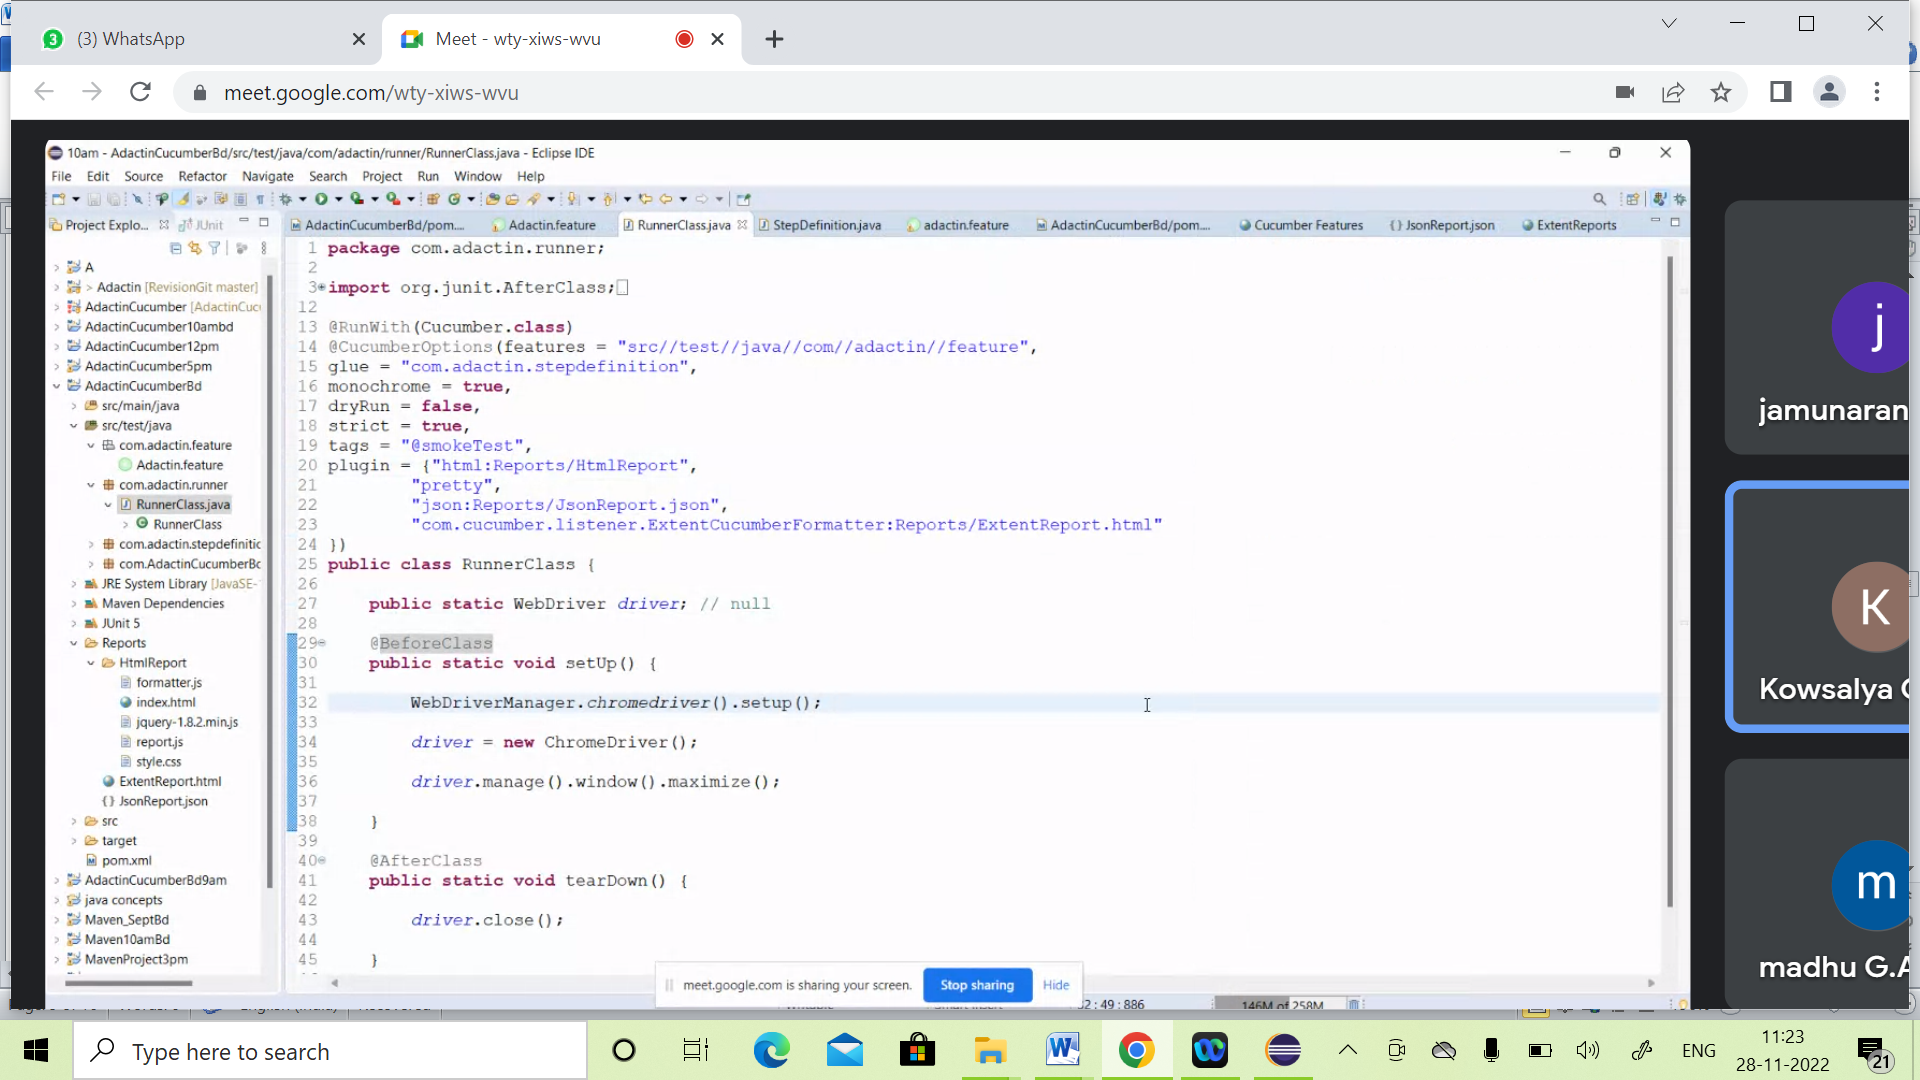 (3) WhatsApp
Meet - wty-xiws-wvu
meet.google.com/wty-xiws-wvu
10am - AdactinCucumberBd/src/test/java/com/adactin/runner/RunnerClass.java - Eclipse IDE
File Edit Source Refactor Navigate Search Project Run Window Help
Project Explo... JUnit
AdactinCucumberBd/pom.... Adactin.feature RunnerClass.java StepDefinition.java adactin.feature AdactinCucumberBd/pom.... Cucumber Features JsonReport.json ExtentReports
A
> Adactin [RevisionGit master]
AdactinCucumber [AdactinCuc
AdactinCucumber10ambd
AdactinCucumber12pm
AdactinCucumber5pm
AdactinCucumberBd
src/main/java
src/test/java
com.adactin.feature
Adactin.feature
com.adactin.runner
RunnerClass.java
RunnerClass
com.adactin.stepdefinitic
com.AdactinCucumberBc
JRE System Library [JavaSE-
Maven Dependencies
JUnit 5
Reports
HtmlReport
formatter.js
index.html
jquery-1.8.2.min.js
report.js
style.css
ExtentReport.html
JsonReport.json
src
target
pom.xml
AdactinCucumberBd9am
java concepts
Maven_SeptBd
Maven10amBd
MavenProject3pm
1 package com.adactin.runner;
2
3 import org.junit.AfterClass;
12
13 @RunWith(Cucumber.class)
14 @CucumberOptions(features = "src//test//java//com//adactin//feature",
15 glue = "com.adactin.stepdefinition",
16 monochrome = true,
17 dryRun = false,
18 strict = true,
19 tags = "@smokeTest",
20 plugin = {"html:Reports/HtmlReport",
21 "pretty",
22 "json:Reports/JsonReport.json",
23 "com.cucumber.listener.ExtentCucumberFormatter:Reports/ExtentReport.html"
24 })
25 public class RunnerClass {
26
27 public static WebDriver driver; // null
28
29 @BeforeClass
30 public static void setUp() {
31
32 WebDriverManager.chromedriver().setup();
33
34 driver = new ChromeDriver();
35
36 driver.manage().window().maximize();
37
38 }
39
40 @AfterClass
41 public static void tearDown() {
42
43 driver.close();
44
45 }
meet.google.com is sharing your screen. Stop sharing Hide
:49:886
146M of 258M
j
jamunaran
K
Kowsalya
m
madhu G.
Type here to search
ENG
11:23
28-11-2022
21